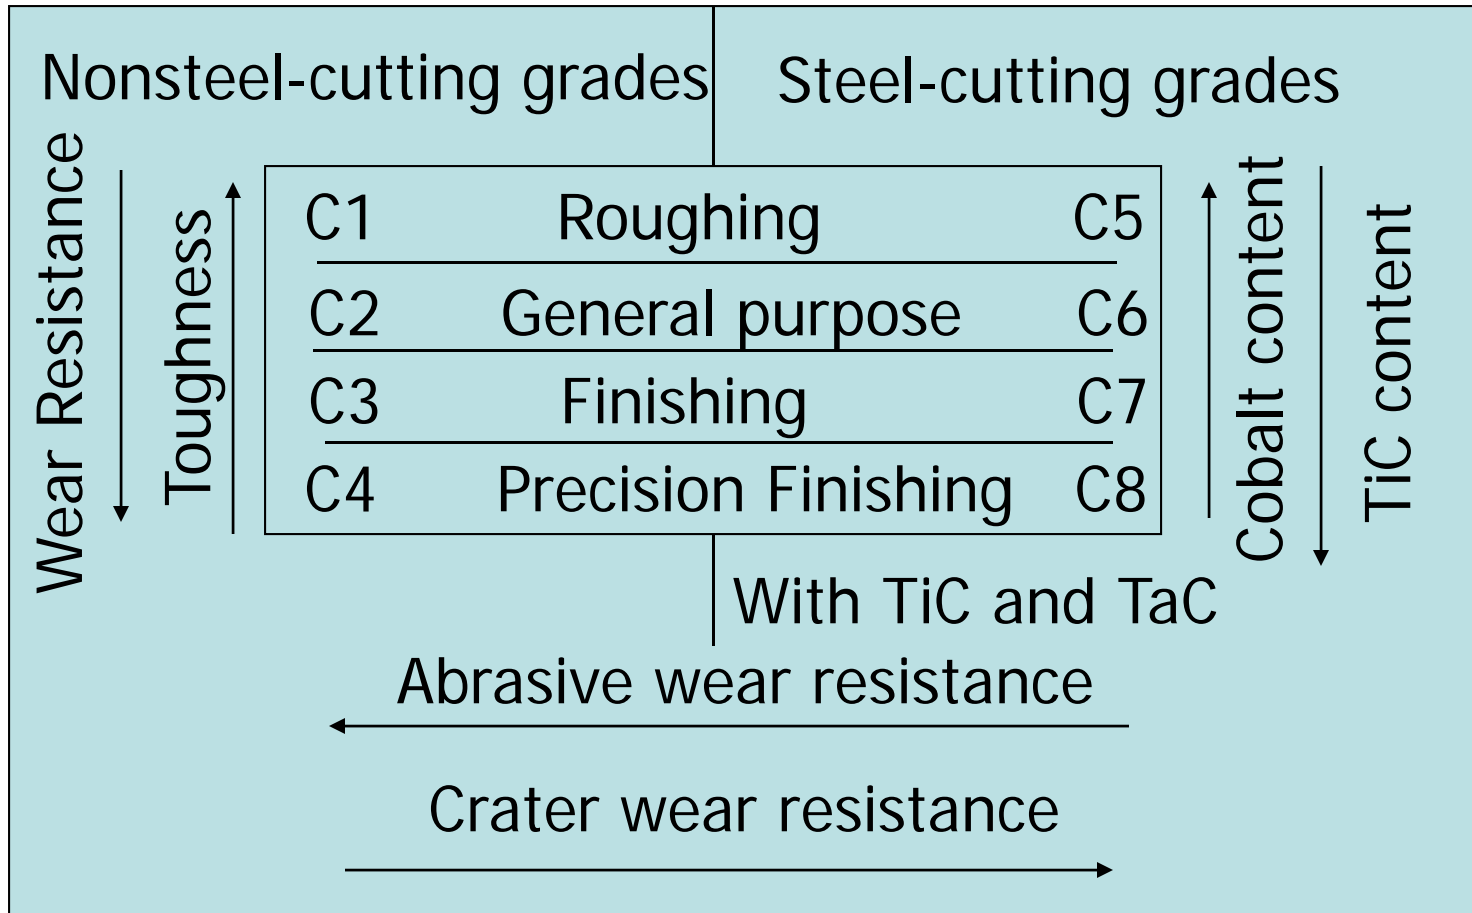 Nonsteel-cutting grades
Steel-cutting grades
Wear Resistance
Toughness
C1 Roughing C5
C2 General purpose C6
C3 Finishing C7
C4 Precision Finishing C8
Cobalt content
TiC content
With TiC and TaC
Abrasive wear resistance
Crater wear resistance